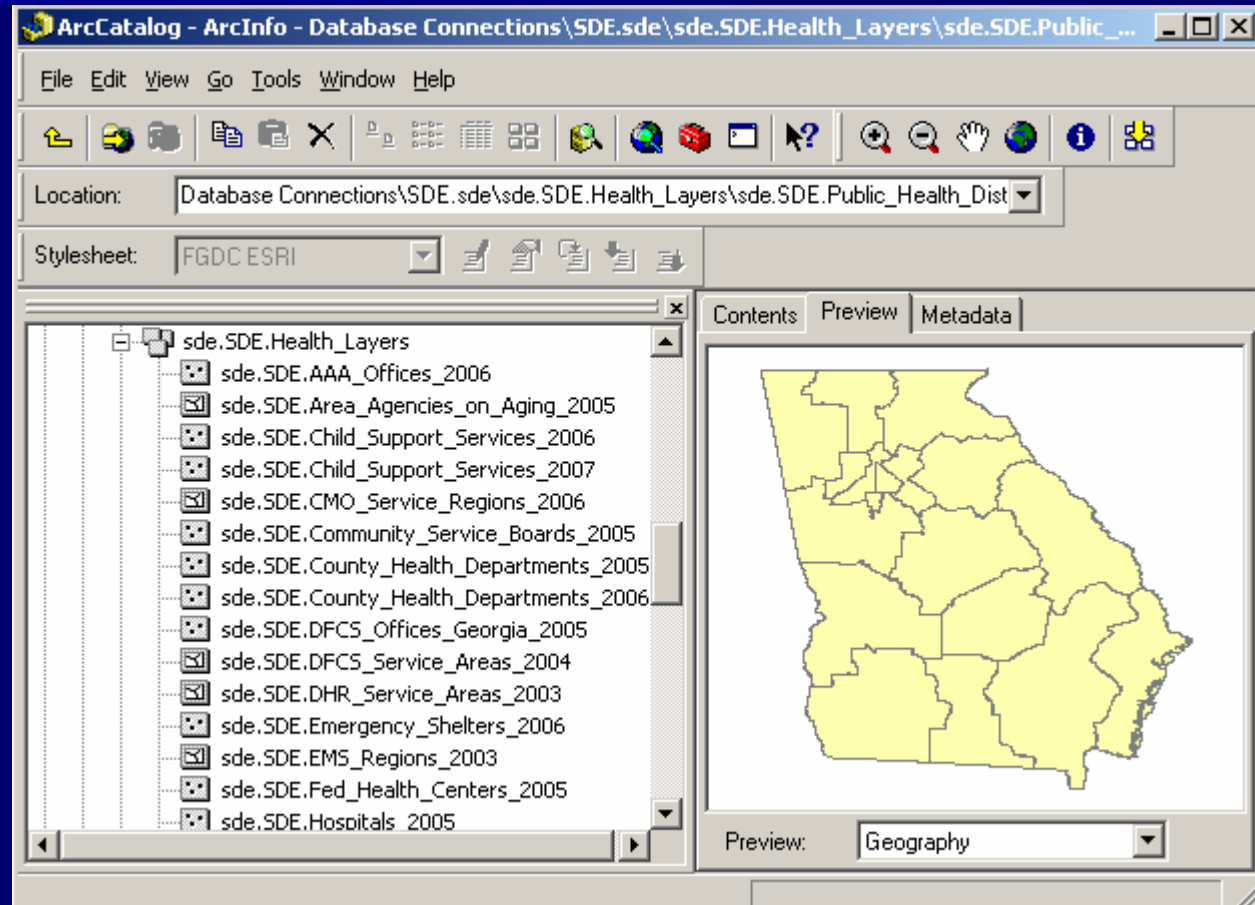 ArcCatalog - ArcInfo - Database Connections\SDE.sde\sde.SDE.Health_Layers\sde.SDE.Public_...
File Edit View Go Tools Window Help
Location: Database Connections\SDE.sde\sde.SDE.Health_Layers\sde.SDE.Public_Health_Dist
Stylesheet: FGDC ESRI
sde.SDE.Health_Layers
sde.SDE.AAA_Offices_2006
sde.SDE.Area_Agencies_on_Aging_2005
sde.SDE.Child_Support_Services_2006
sde.SDE.Child_Support_Services_2007
sde.SDE.CMO_Service_Regions_2006
sde.SDE.Community_Service_Boards_2005
sde.SDE.County_Health_Departments_2005
sde.SDE.County_Health_Departments_2006
sde.SDE.DFCS_Offices_Georgia_2005
sde.SDE.DFCS_Service_Areas_2004
sde.SDE.DHR_Service_Areas_2003
sde.SDE.Emergency_Shelters_2006
sde.SDE.EMS_Regions_2003
sde.SDE.Fed_Health_Centers_2005
sde.SDE.Hospitals_2005
Contents Preview Metadata
Preview: Geography